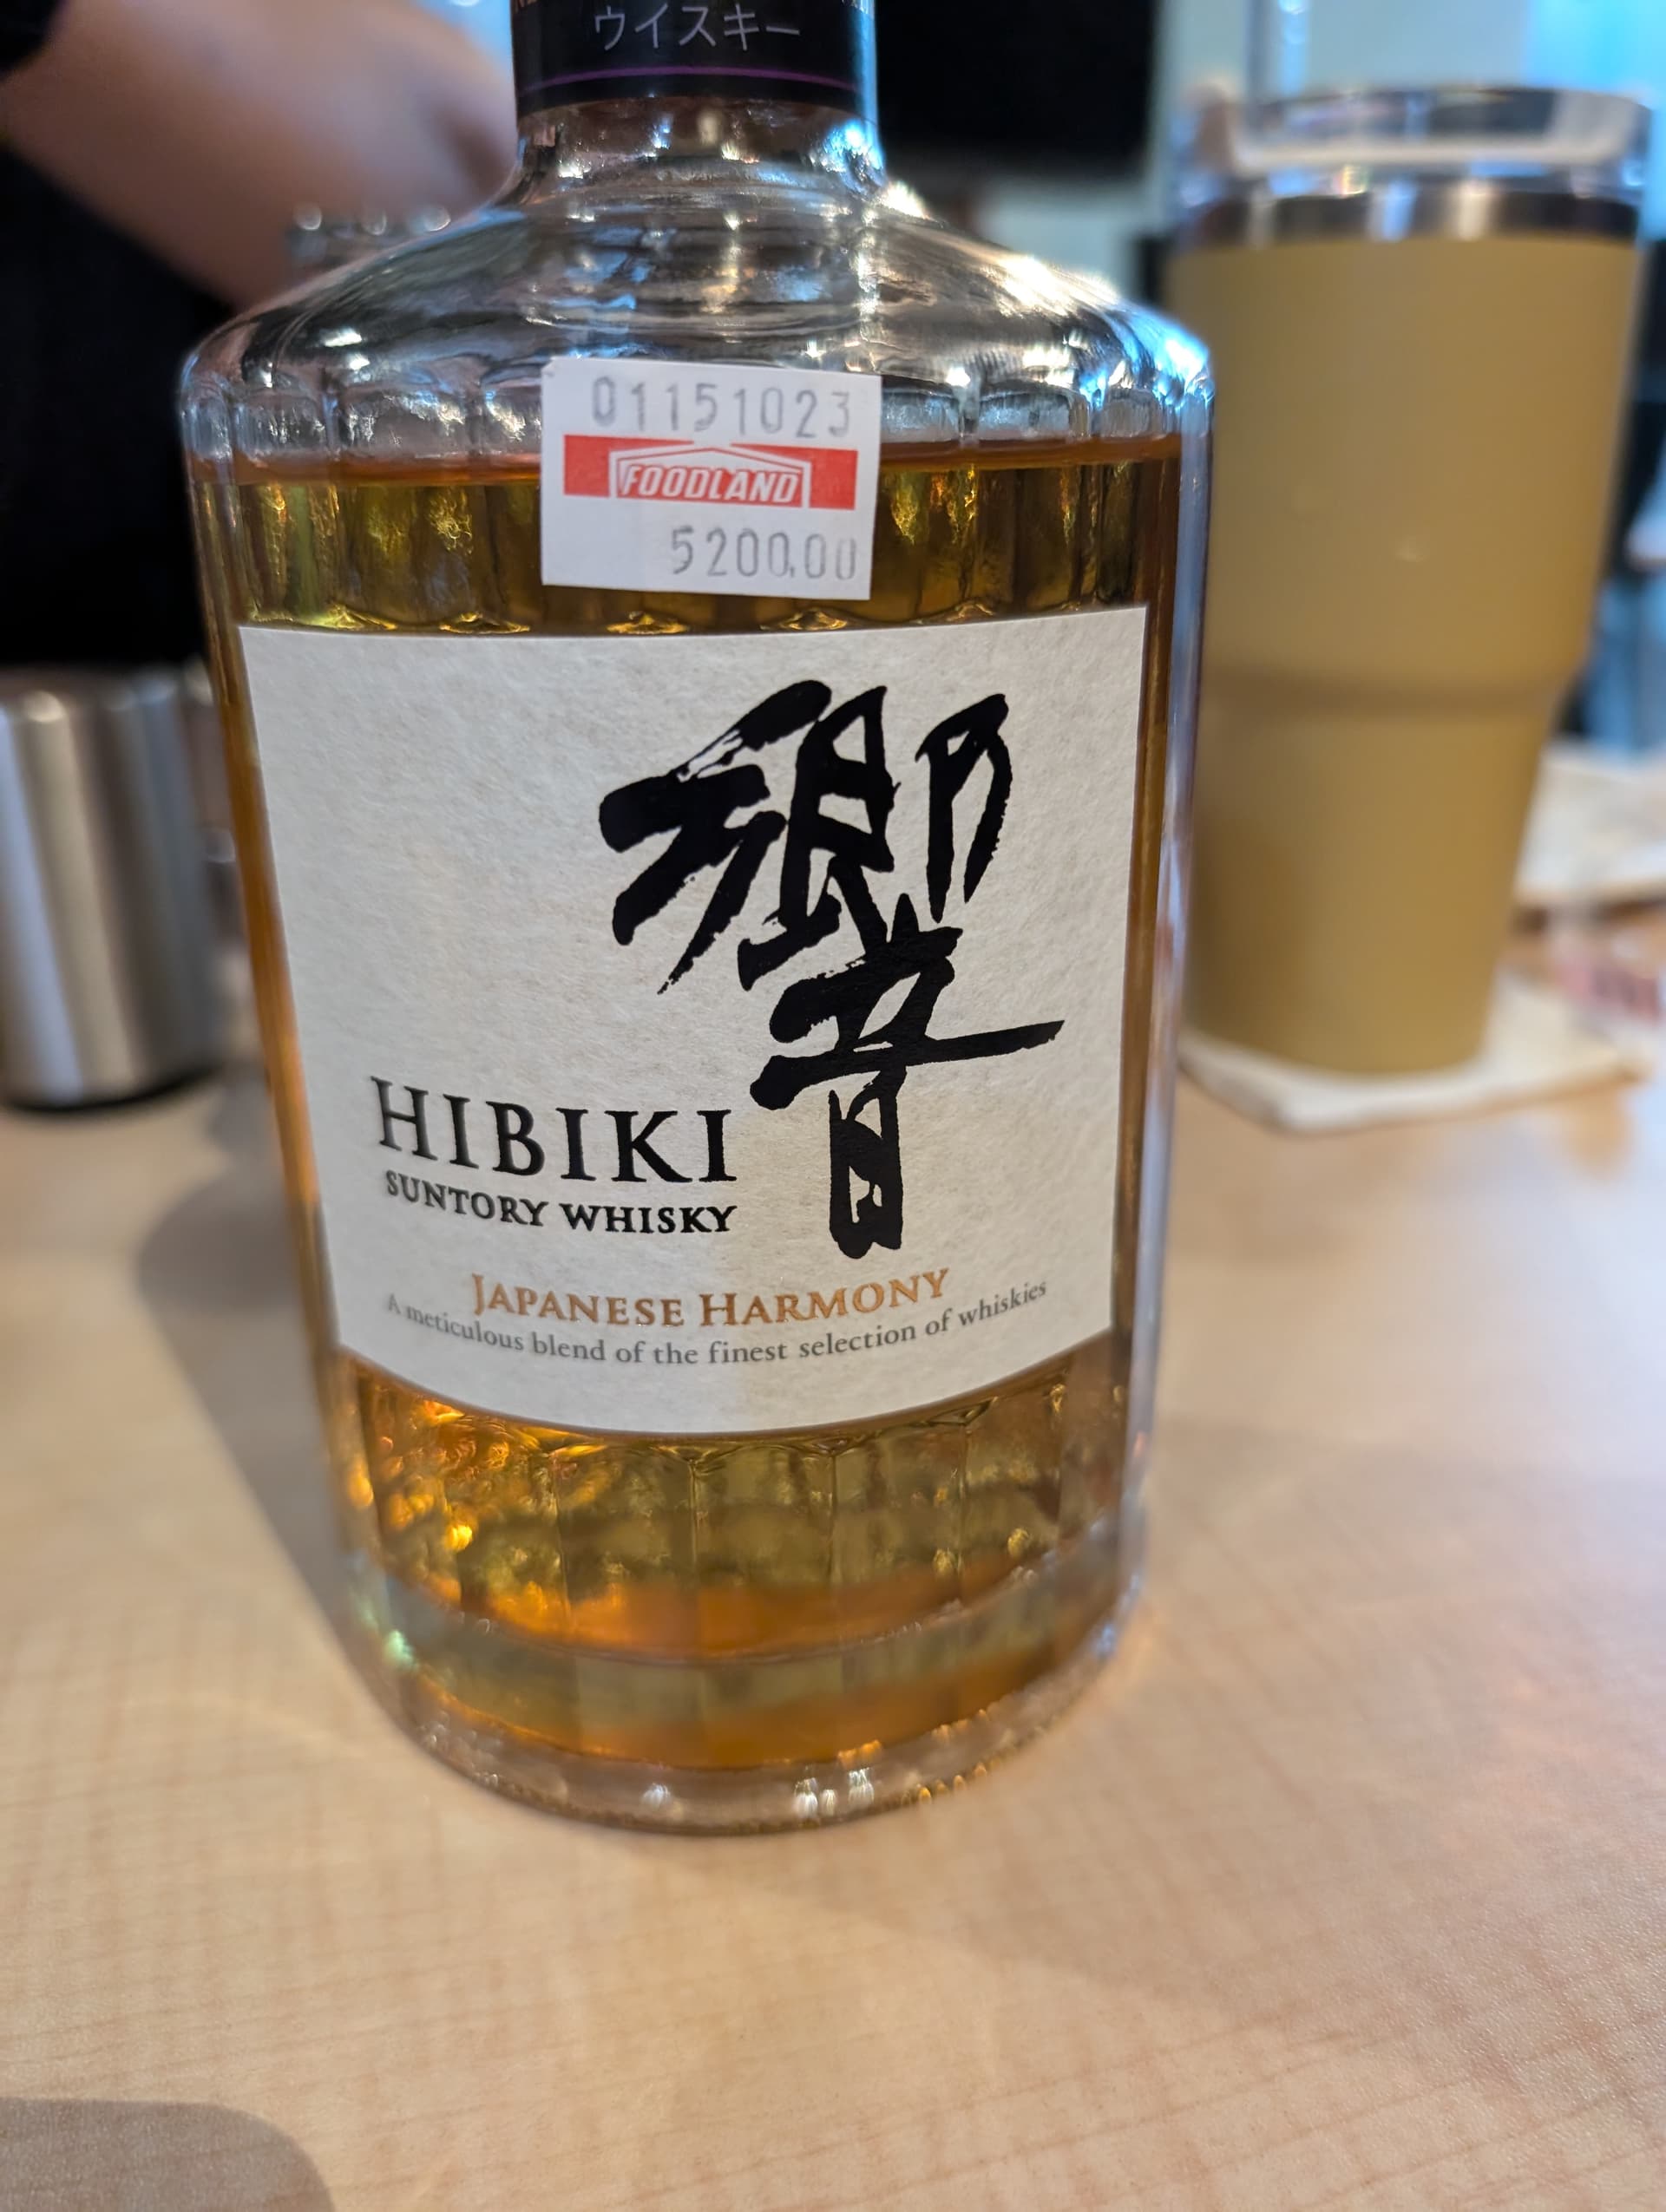 ウイスキー
01151023
FOODLAND
5200.00
響
HIBIKI
SUNTORY WHISKY
JAPANESE HARMONY
A meticulous blend of the finest selection of whiskies